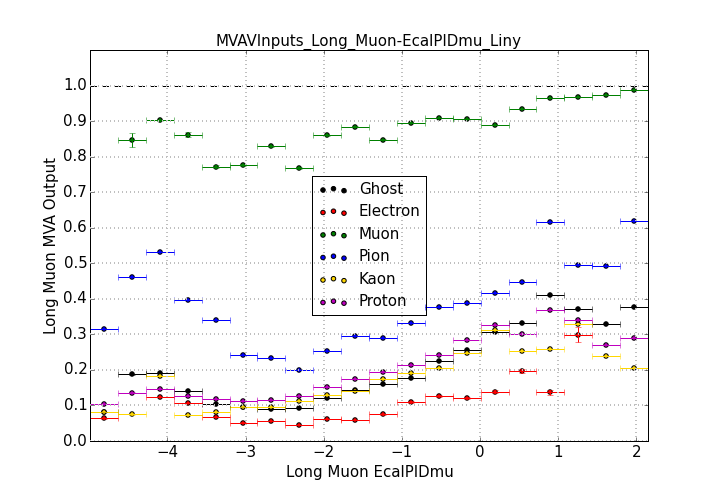 MVAVInputs_Long_Muon-EcalPIDmu_Liny
Long Muon MVA Output
1.0
0.9
0.8
0.7
0.6
0.5
0.4
0.3
0.2
0.1
0.0
Ghost
Electron
Muon
Pion
Kaon
Proton
−4 −3 −2 −1 0 1 2
Long Muon EcalPIDmu